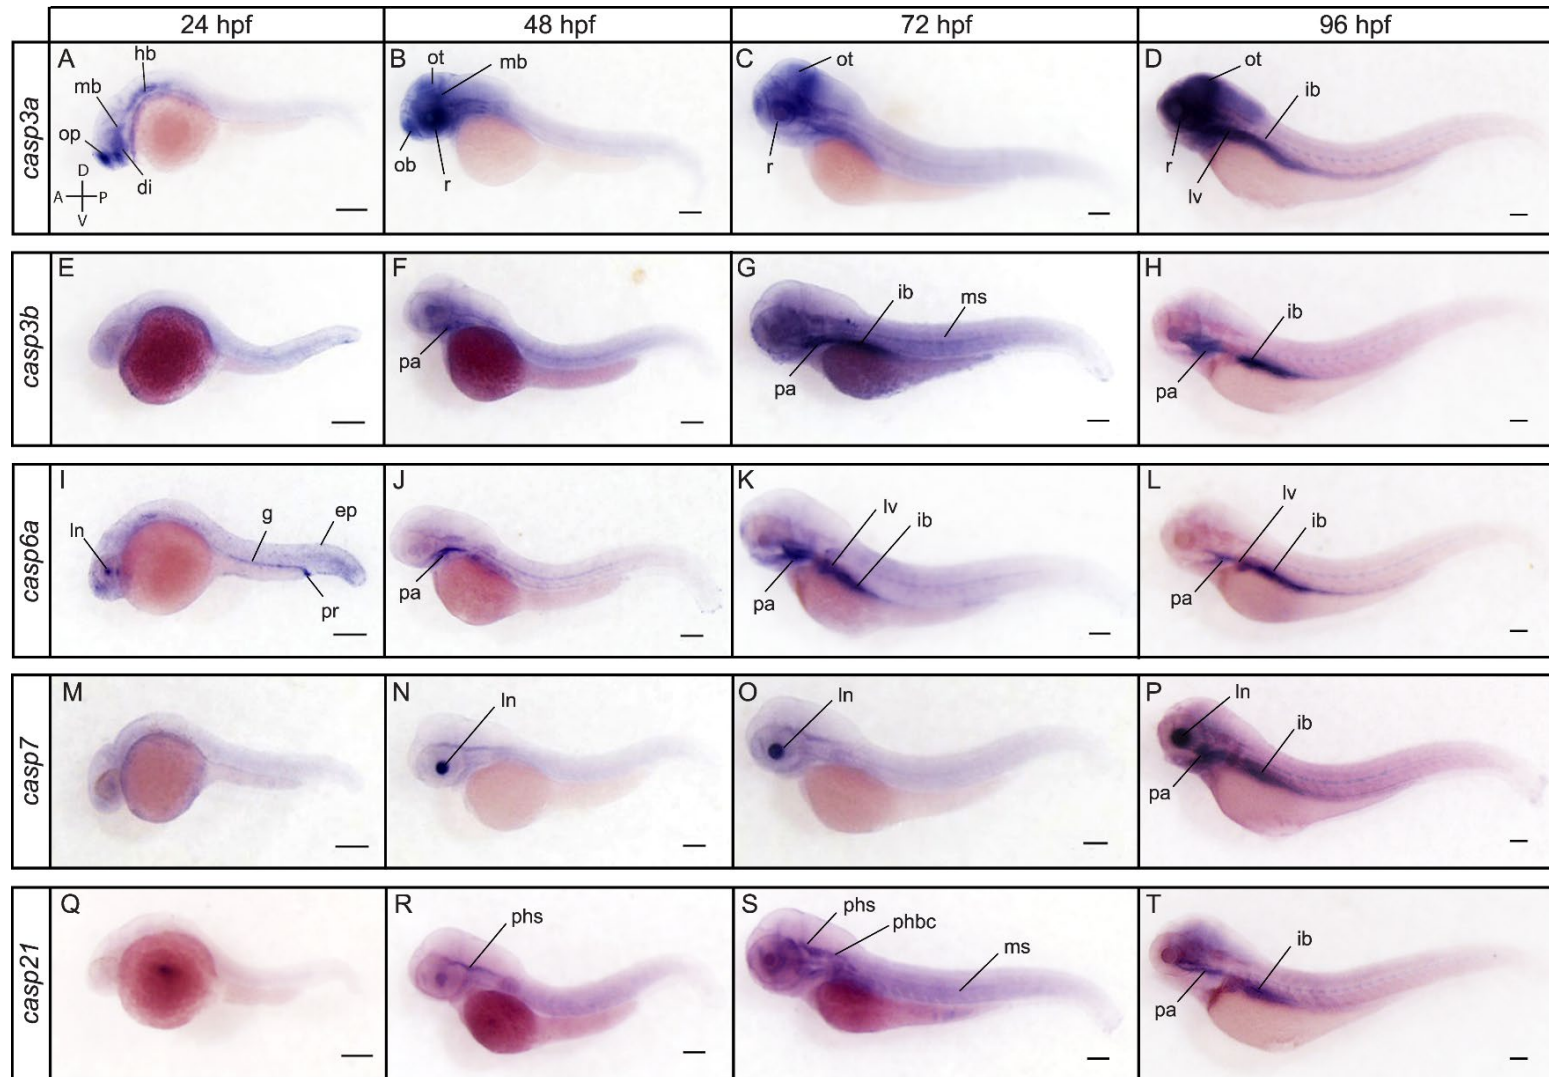 24 hpf 48 hpf 72 hpf 96 hpf
casp3a
A hb mb op di D A P V
B ot mb ob r
C ot r
D ot ib r lv
casp3b
E
F pa
G ib ms pa
H ib pa
casp6a
I ln g ep pr
J pa
K lv ib pa
L lv ib pa
casp7
M
N ln
O ln
P ln ib pa
casp21
Q
R phs
S phs phbc ms
T ib pa